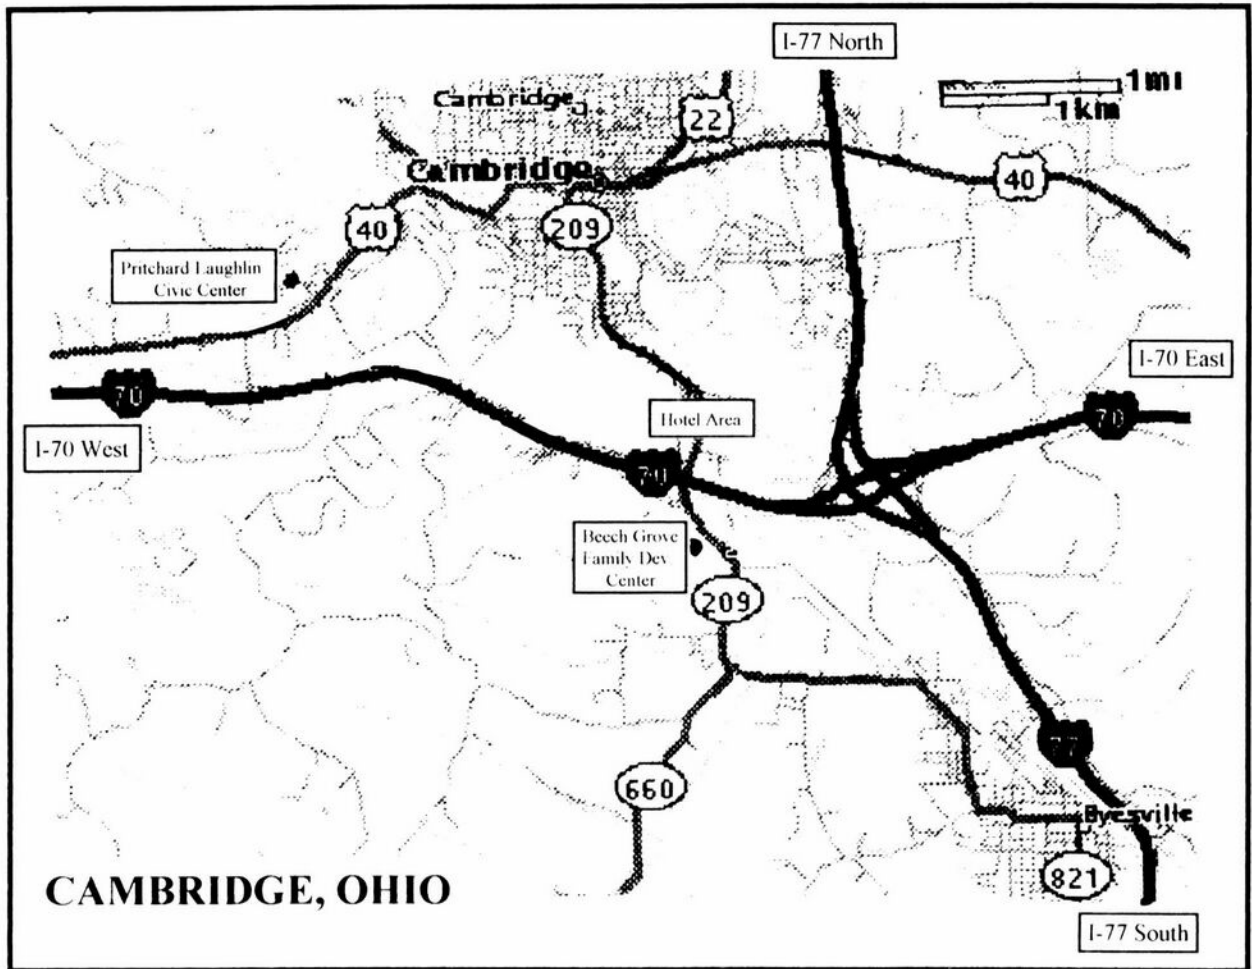 I-77 North
1mi
1km
Cambridge
22
Cambridge
40
40
209
Pritchard Laughlin
Civic Center
I-70 East
70
70
Hotel Area
I-70 West
70
Beech Grove
Family Dev
Center
209
77
660
Byesville
821
CAMBRIDGE, OHIO
I-77 South